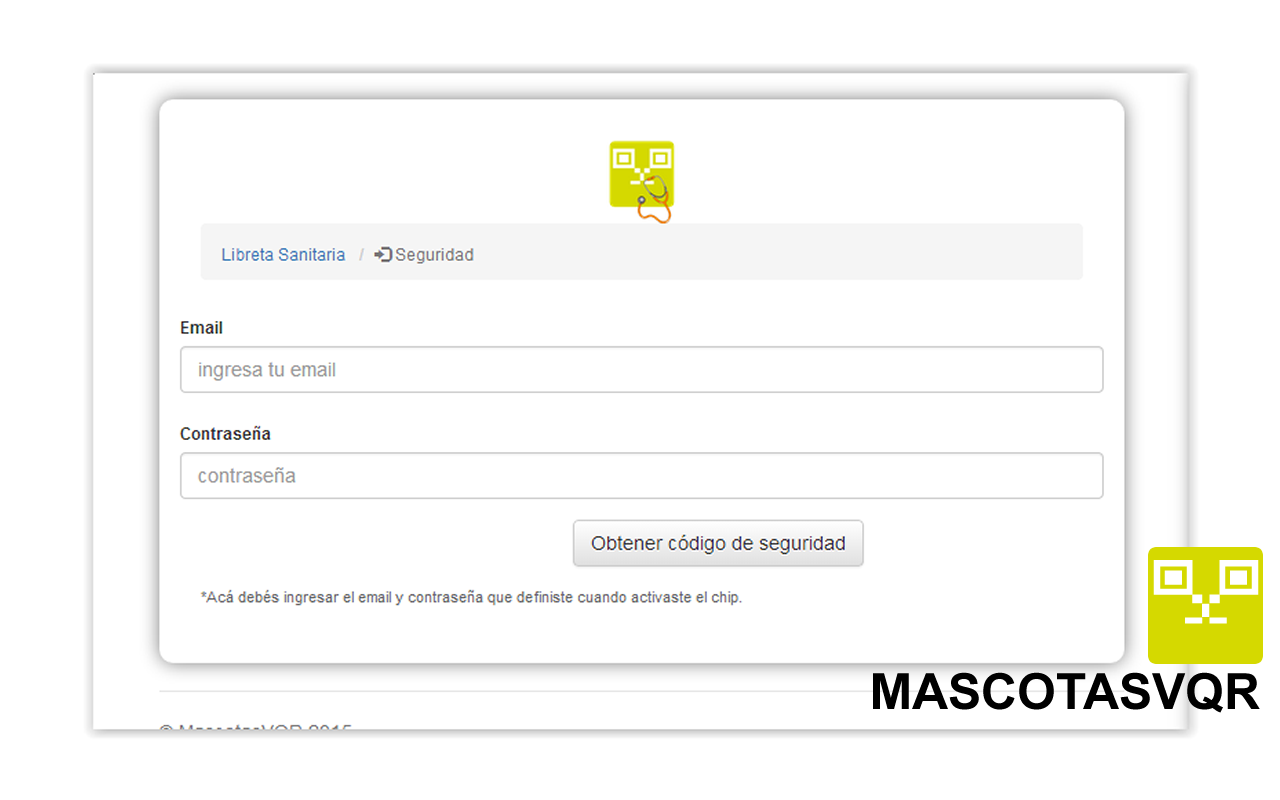 Libreta Sanitaria / Seguridad
Email
ingresa tu email
Contraseña
contraseña
Obtener código de seguridad
*Acá debés ingresar el email y contraseña que definiste cuando activaste el chip.
MASCOTASVQR
© MascotasVQR 2015